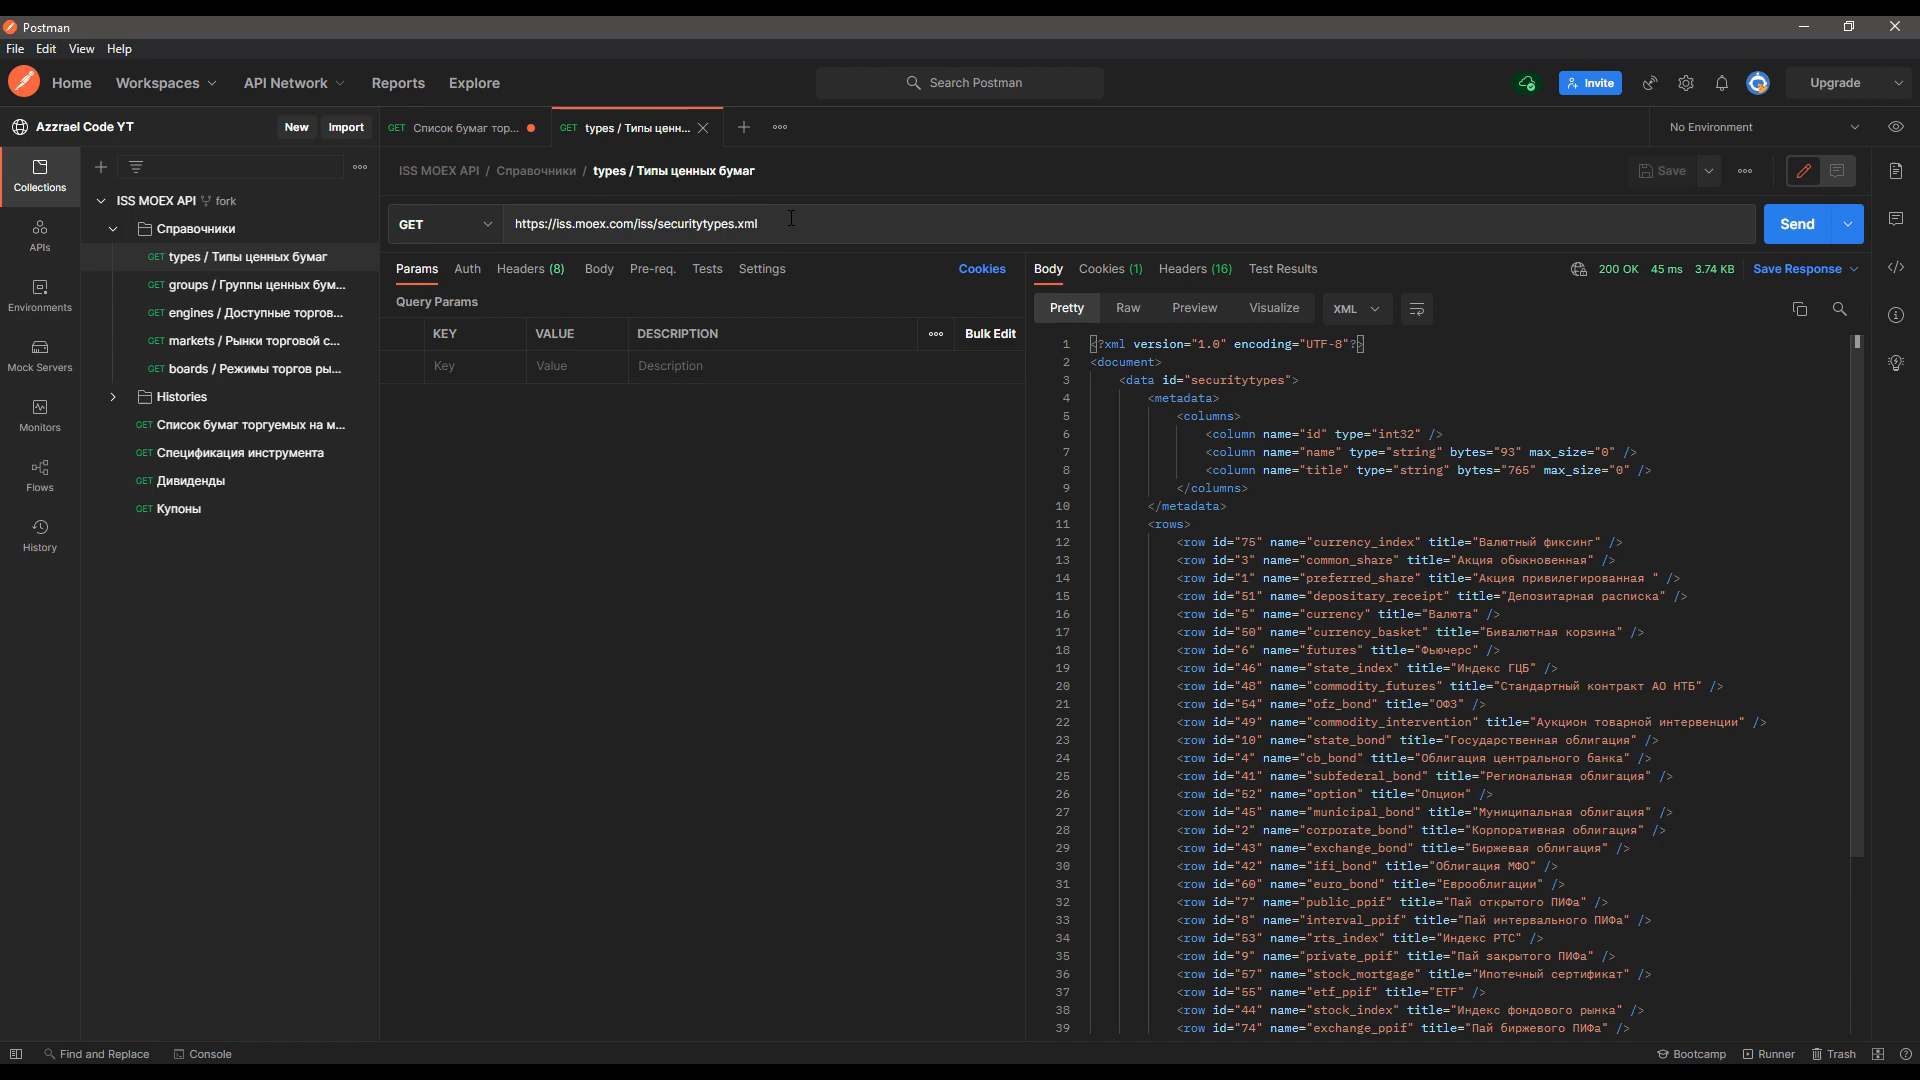 Postman
File Edit View Help
Home Workspaces API Network Reports Explore
Search Postman
Invite
Upgrade
Azzrael Code YT
New Import
GET Список бумаг тор...
GET types / Типы ценн...
No Environment
Collections
APIs
Environments
Mock Servers
Monitors
Flows
History
ISS MOEX API fork
Справочники
GET types / Типы ценных бумаг
GET groups / Группы ценных бум...
GET engines / Доступные торгов...
GET markets / Рынки торговой с...
GET boards / Режимы торгов ры...
Histories
GET Список бумаг торгуемых на м...
GET Спецификация инструмента
GET Дивиденды
GET Купоны
ISS MOEX API / Справочники / types / Типы ценных бумаг
Save
GET https://iss.moex.com/iss/securitytypes.xml
Send
Params Auth Headers (8) Body Pre-req. Tests Settings Cookies
Query Params
KEY VALUE DESCRIPTION Bulk Edit
Key Value Description
Body Cookies (1) Headers (16) Test Results 200 OK 45 ms 3.74 KB Save Response
Pretty Raw Preview Visualize XML
1 <?xml version="1.0" encoding="UTF-8"?>
2 <document>
3 <data id="securitytypes">
4 <metadata>
5 <columns>
6 <column name="id" type="int32" />
7 <column name="name" type="string" bytes="93" max_size="0" />
8 <column name="title" type="string" bytes="765" max_size="0" />
9 </columns>
10 </metadata>
11 <rows>
12 <row id="75" name="currency_index" title="Валютный фиксинг" />
13 <row id="3" name="common_share" title="Акция обыкновенная" />
14 <row id="1" name="preferred_share" title="Акция привилегированная " />
15 <row id="51" name="depositary_receipt" title="Депозитарная расписка" />
16 <row id="5" name="currency" title="Валюта" />
17 <row id="50" name="currency_basket" title="Бивалютная корзина" />
18 <row id="6" name="futures" title="Фьючерс" />
19 <row id="46" name="state_index" title="Индекс ГЦБ" />
20 <row id="48" name="commodity_futures" title="Стандартный контракт АО НТБ" />
21 <row id="54" name="ofz_bond" title="ОФЗ" />
22 <row id="49" name="commodity_intervention" title="Аукцион товарной интервенции" />
23 <row id="10" name="state_bond" title="Государственная облигация" />
24 <row id="4" name="cb_bond" title="Облигация центрального банка" />
25 <row id="41" name="subfederal_bond" title="Региональная облигация" />
26 <row id="52" name="option" title="Опцион" />
27 <row id="45" name="municipal_bond" title="Муниципальная облигация" />
28 <row id="2" name="corporate_bond" title="Корпоративная облигация" />
29 <row id="43" name="exchange_bond" title="Биржевая облигация" />
30 <row id="42" name="ifi_bond" title="Облигация МФО" />
31 <row id="60" name="euro_bond" title="Еврооблигации" />
32 <row id="7" name="public_ppif" title="Пай открытого ПИФа" />
33 <row id="8" name="interval_ppif" title="Пай интервального ПИФа" />
34 <row id="53" name="rts_index" title="Индекс РТС" />
35 <row id="9" name="private_ppif" title="Пай закрытого ПИФа" />
36 <row id="57" name="stock_mortgage" title="Ипотечный сертификат" />
37 <row id="55" name="etf_ppif" title="ETF" />
38 <row id="44" name="stock_index" title="Индекс фондового рынка" />
39 <row id="74" name="exchange_ppif" title="Пай биржевого ПИФа" />
Find and Replace Console
Bootcamp Runner Trash